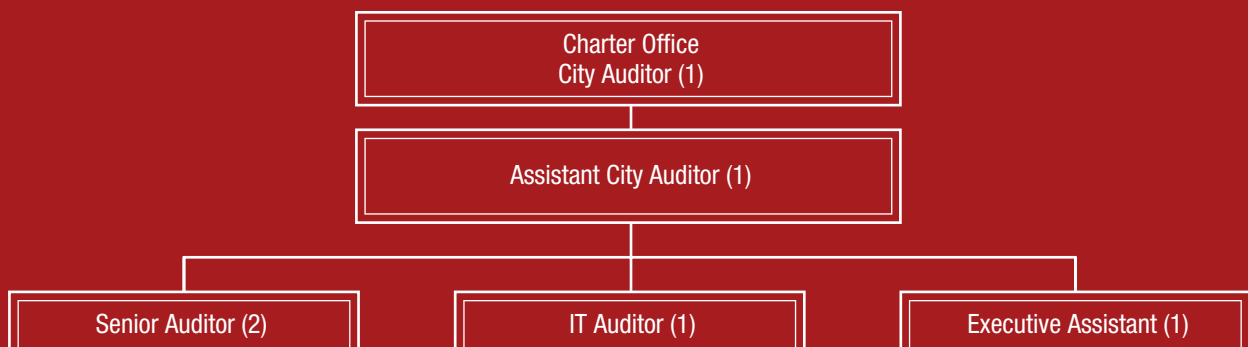 Charter Office
City Auditor (1)
Assistant City Auditor (1)
Senior Auditor (2)
IT Auditor (1)
Executive Assistant (1)